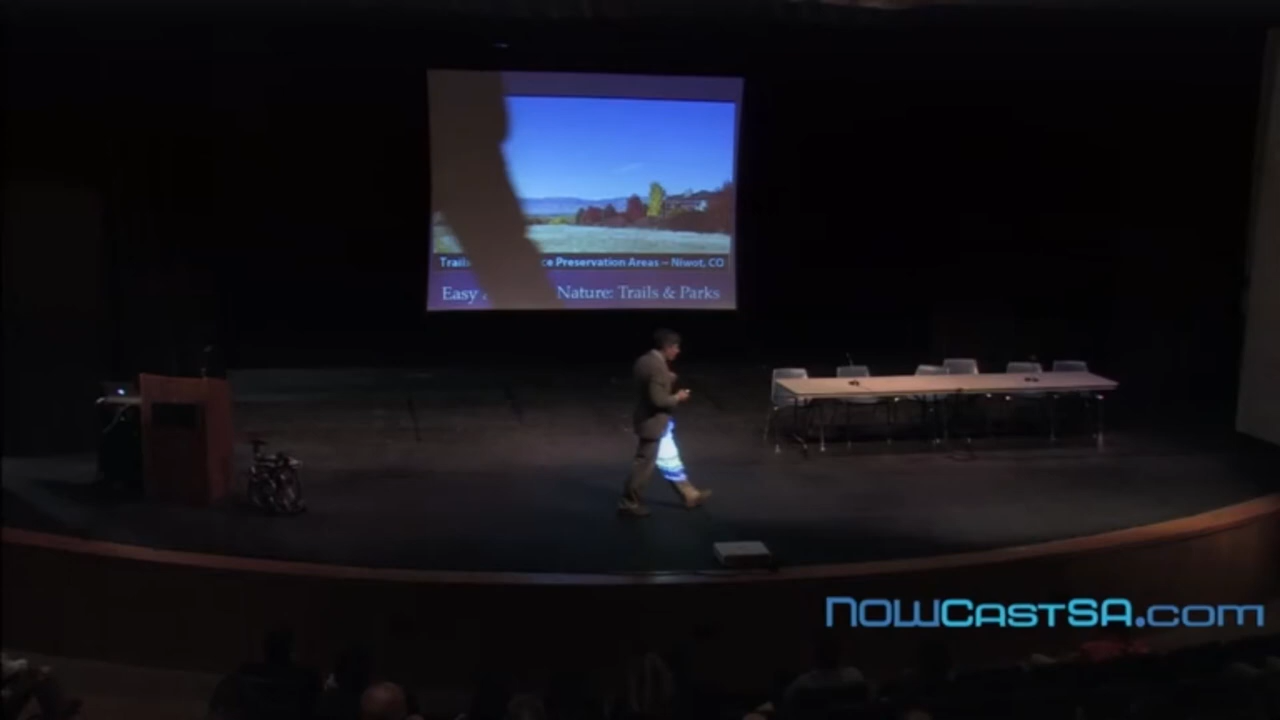 Trails ce Preservation Areas – Niwot, CO
Easy Nature: Trails & Parks
NOWCastSA.com